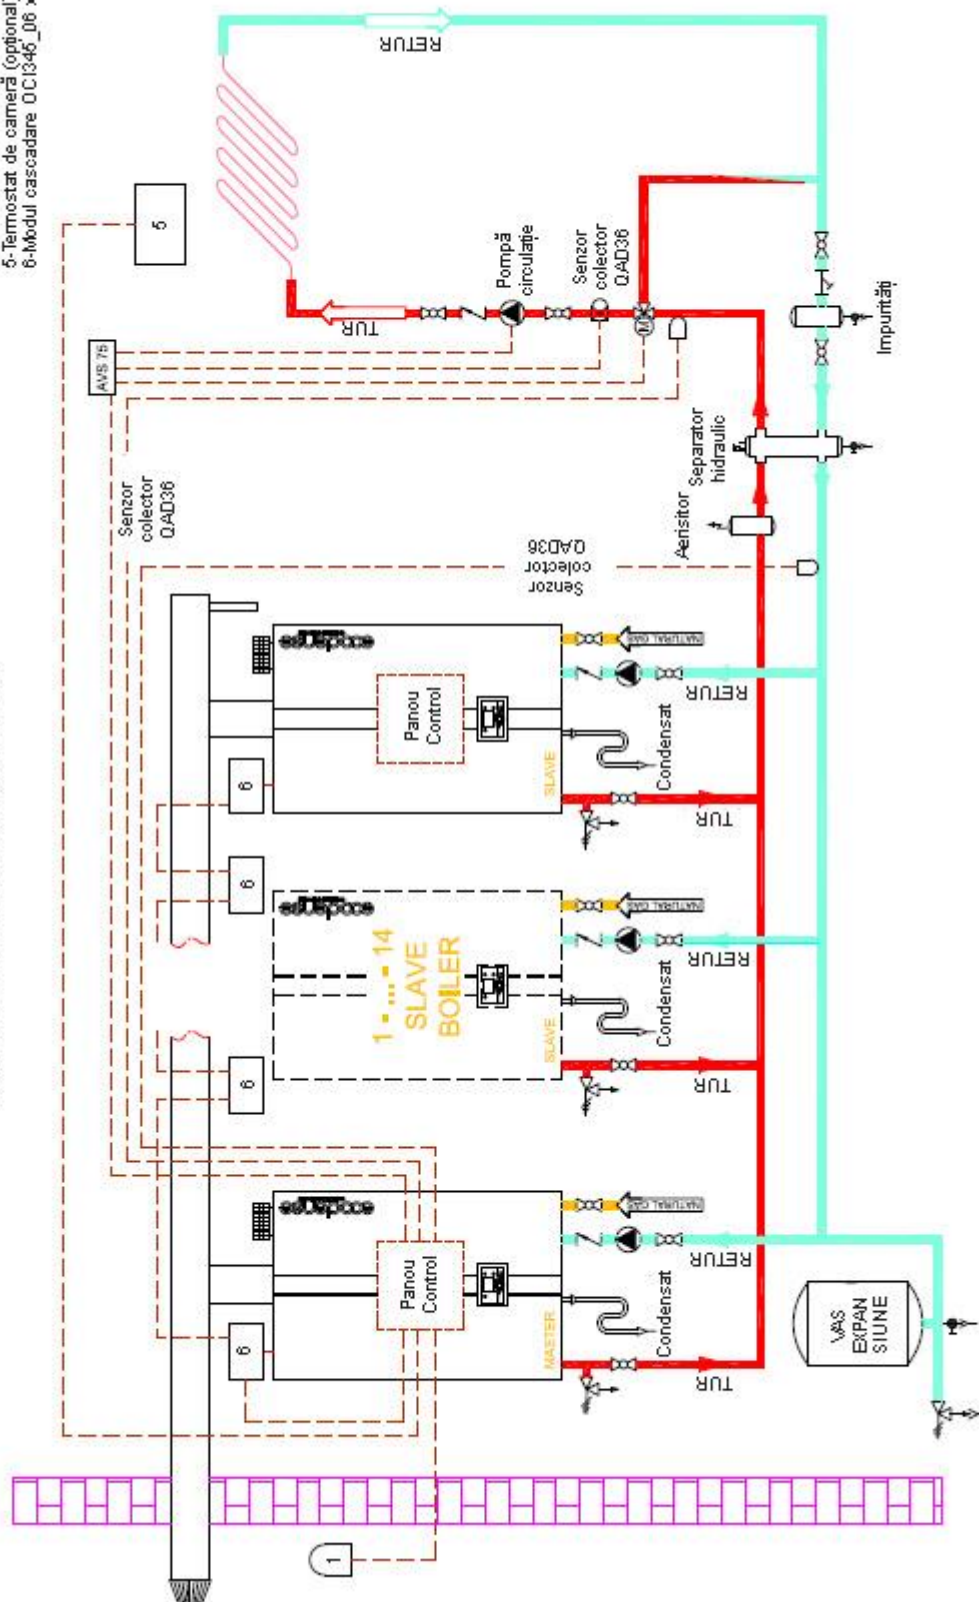 5-Termostat de cameră (optional)
6-Modul cascadare OCI345_06 x
RETUR
5
AVS 75
TUR
Pompă
circulație
Senzor
colector
QAD36
M
Impurități
Senzor
colector
QAD36
Separator
hidraulic
Aerisitor
Senzor
colector
QAD36
6
Panou
Control
SLAVE
NATURAL GAS
RETUR
Condensat
TUR
6
1 - ... - 14
SLAVE
BOILER
SLAVE
NATURAL GAS
RETUR
Condensat
TUR
6
6
Panou
Control
MASTER
NATURAL GAS
RETUR
Condensat
TUR
VAS
EXPAN
SIUNE
1